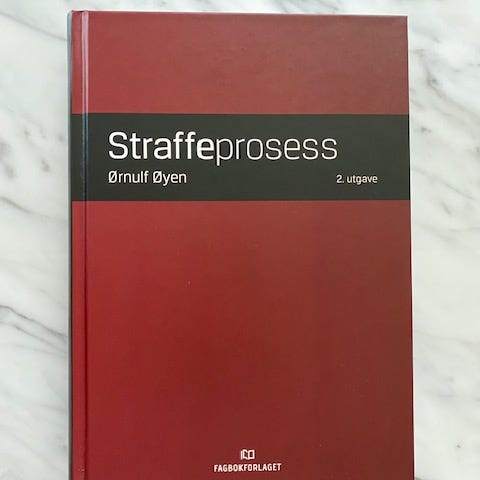 Straffeprosess
Ørnulf Øyen
2. utgave
FAGBOKFORLAGET